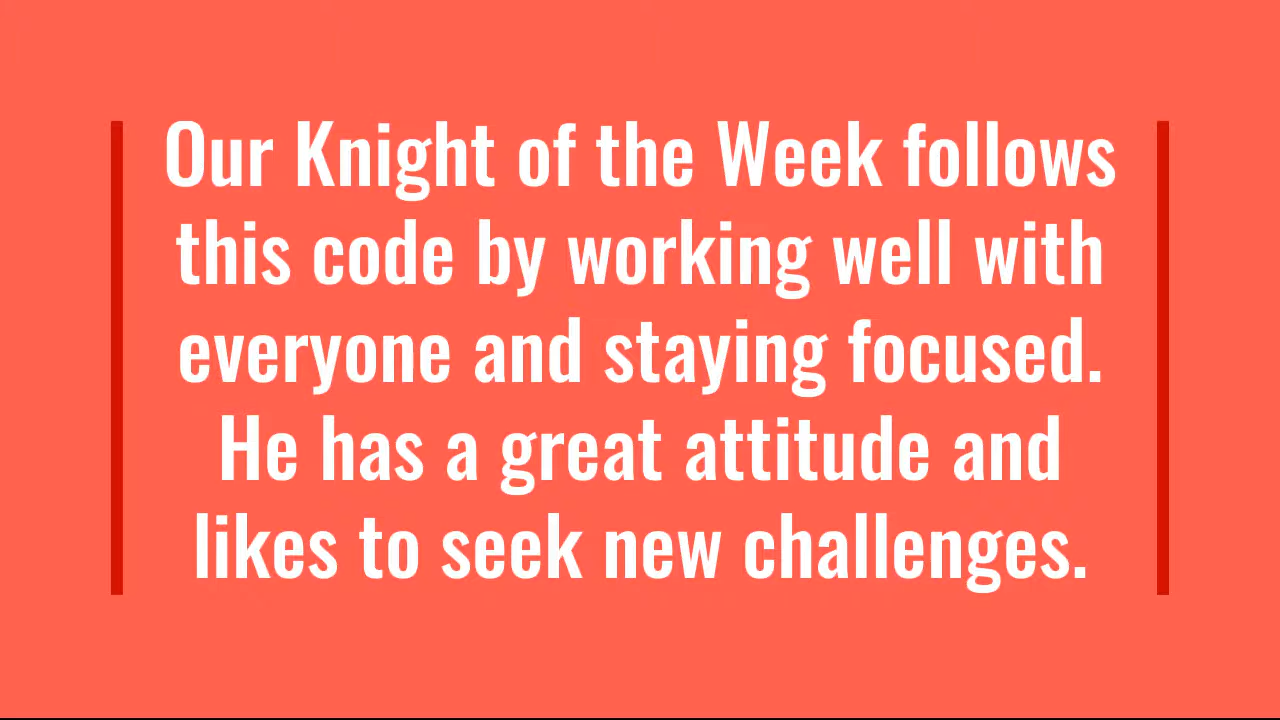 Our Knight of the Week follows
this code by working well with
everyone and staying focused.
He has a great attitude and
likes to seek new challenges.